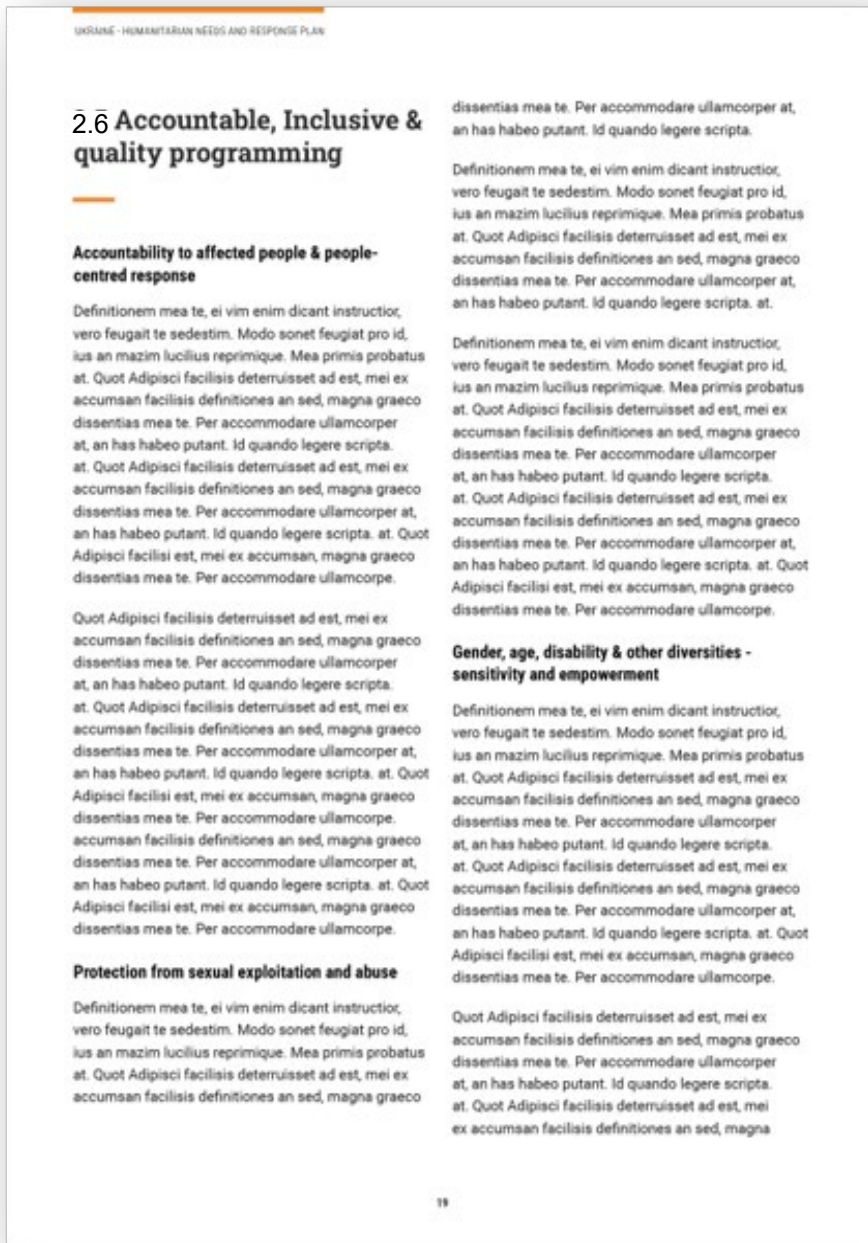 UKRAINE - HUMANITARIAN NEEDS AND RESPONSE PLAN
2.6 Accountable, Inclusive &
quality programming
Accountability to affected people & people-
centred response
Definitionem mea te, ei vim enim dicant instructior,
vero feugait te sedestim. Modo sonet feugiat pro id,
ius an mazim lucilius reprimique. Mea primis probatus
at. Quot Adipisci facilisis deterruisset ad est, mei ex
accumsan facilisis definitiones an sed, magna graeco
dissentias mea te. Per accommodare ullamcorper
at, an has habeo putant. Id quando legere scripta.
at. Quot Adipisci facilisis deterruisset ad est, mei ex
accumsan facilisis definitiones an sed, magna graeco
dissentias mea te. Per accommodare ullamcorper at,
an has habeo putant. Id quando legere scripta. at. Quot
Adipisci facilisi est, mei ex accumsan, magna graeco
dissentias mea te. Per accommodare ullamcorpe.
Quot Adipisci facilisis deterruisset ad est, mei ex
accumsan facilisis definitiones an sed, magna graeco
dissentias mea te. Per accommodare ullamcorper
at, an has habeo putant. Id quando legere scripta.
at. Quot Adipisci facilisis deterruisset ad est, mei ex
accumsan facilisis definitiones an sed, magna graeco
dissentias mea te. Per accommodare ullamcorper at,
an has habeo putant. Id quando legere scripta. at. Quot
Adipisci facilisi est, mei ex accumsan, magna graeco
dissentias mea te. Per accommodare ullamcorpe.
accumsan facilisis definitiones an sed, magna graeco
dissentias mea te. Per accommodare ullamcorper at,
an has habeo putant. Id quando legere scripta. at. Quot
Adipisci facilisi est, mei ex accumsan, magna graeco
dissentias mea te. Per accommodare ullamcorpe.
Protection from sexual exploitation and abuse
Definitionem mea te, ei vim enim dicant instructior,
vero feugait te sedestim. Modo sonet feugiat pro id,
ius an mazim lucilius reprimique. Mea primis probatus
at. Quot Adipisci facilisis deterruisset ad est, mei ex
accumsan facilisis definitiones an sed, magna graeco
dissentias mea te. Per accommodare ullamcorper at,
an has habeo putant. Id quando legere scripta.
Definitionem mea te, ei vim enim dicant instructior,
vero feugait te sedestim. Modo sonet feugiat pro id,
ius an mazim lucilius reprimique. Mea primis probatus
at. Quot Adipisci facilisis deterruisset ad est, mei ex
accumsan facilisis definitiones an sed, magna graeco
dissentias mea te. Per accommodare ullamcorper at,
an has habeo putant. Id quando legere scripta. at.
Definitionem mea te, ei vim enim dicant instructior,
vero feugait te sedestim. Modo sonet feugiat pro id,
ius an mazim lucilius reprimique. Mea primis probatus
at. Quot Adipisci facilisis deterruisset ad est, mei ex
accumsan facilisis definitiones an sed, magna graeco
dissentias mea te. Per accommodare ullamcorper
at, an has habeo putant. Id quando legere scripta.
at. Quot Adipisci facilisis deterruisset ad est, mei ex
accumsan facilisis definitiones an sed, magna graeco
dissentias mea te. Per accommodare ullamcorper at,
an has habeo putant. Id quando legere scripta. at. Quot
Adipisci facilisi est, mei ex accumsan, magna graeco
dissentias mea te. Per accommodare ullamcorpe.
Gender, age, disability & other diversities -
sensitivity and empowerment
Definitionem mea te, ei vim enim dicant instructior,
vero feugait te sedestim. Modo sonet feugiat pro id,
ius an mazim lucilius reprimique. Mea primis probatus
at. Quot Adipisci facilisis deterruisset ad est, mei ex
accumsan facilisis definitiones an sed, magna graeco
dissentias mea te. Per accommodare ullamcorper
at, an has habeo putant. Id quando legere scripta.
at. Quot Adipisci facilisis deterruisset ad est, mei ex
accumsan facilisis definitiones an sed, magna graeco
dissentias mea te. Per accommodare ullamcorper at,
an has habeo putant. Id quando legere scripta. at. Quot
Adipisci facilisi est, mei ex accumsan, magna graeco
dissentias mea te. Per accommodare ullamcorpe.
Quot Adipisci facilisis deterruisset ad est, mei ex
accumsan facilisis definitiones an sed, magna graeco
dissentias mea te. Per accommodare ullamcorper
at, an has habeo putant. Id quando legere scripta.
at. Quot Adipisci facilisis deterruisset ad est, mei
ex accumsan facilisis definitiones an sed, magna
19